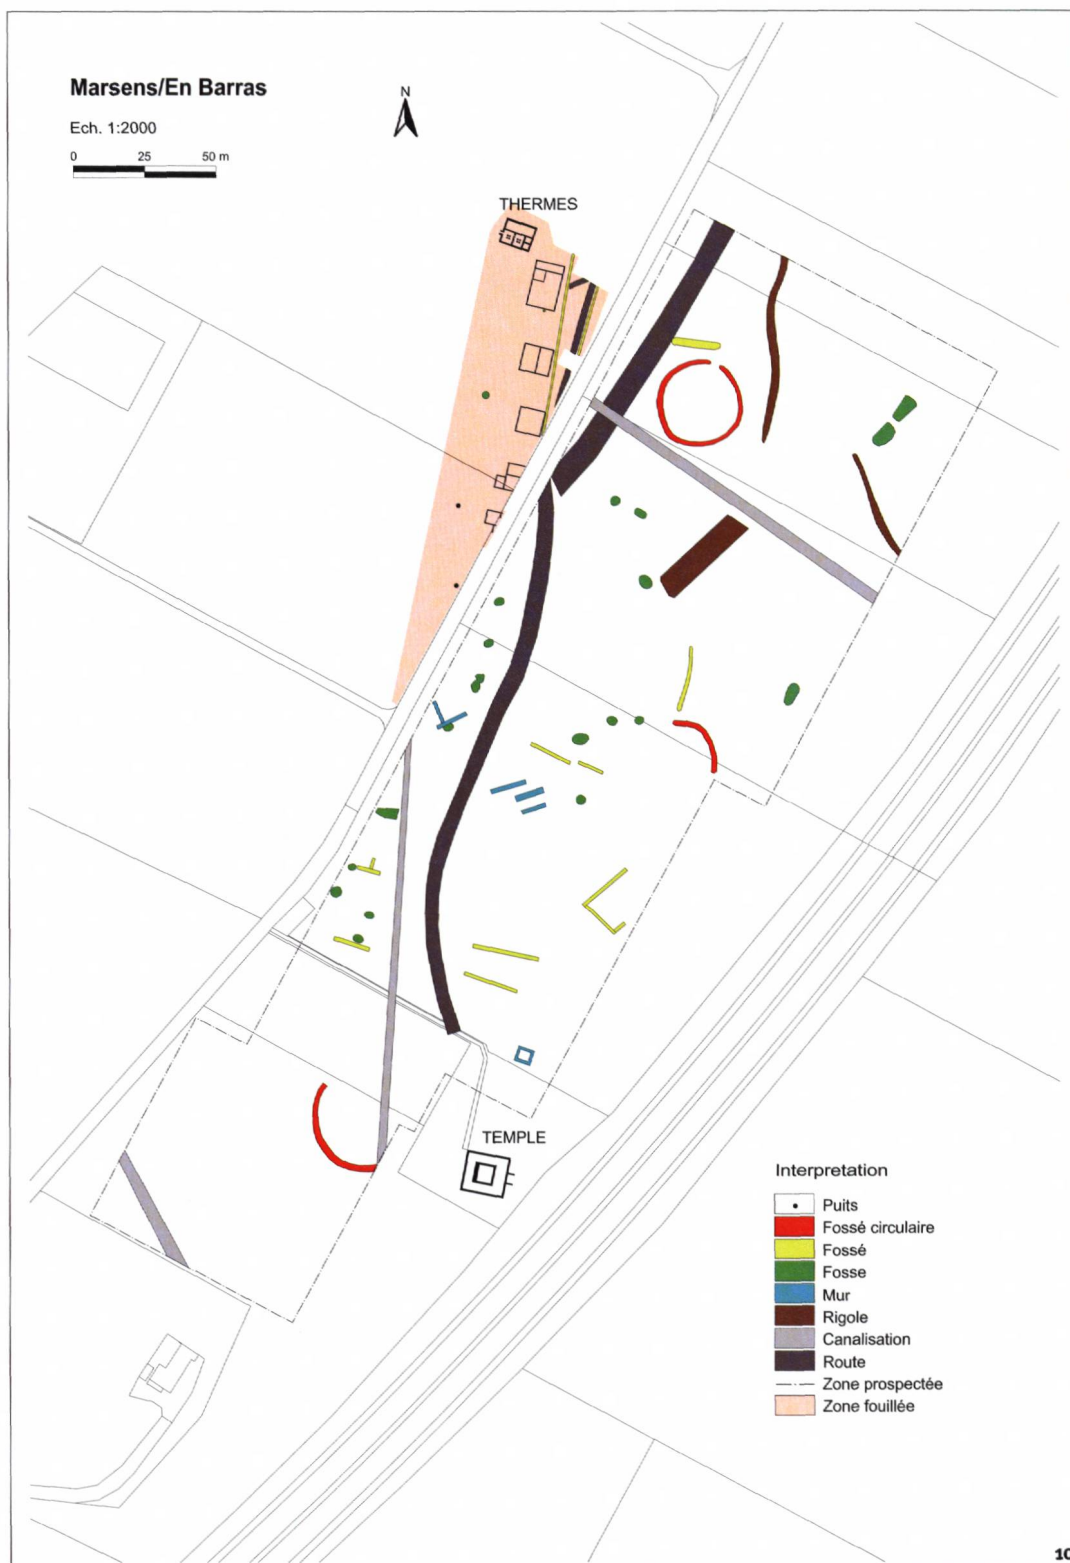 Marsens/En Barras
Ech. 1:2000
0 25 50 m
N
THERMES
TEMPLE
Interpretation
Puits
Fossé circulaire
Fossé
Fosse
Mur
Rigole
Canalisation
Route
Zone prospectée
Zone fouillée
10